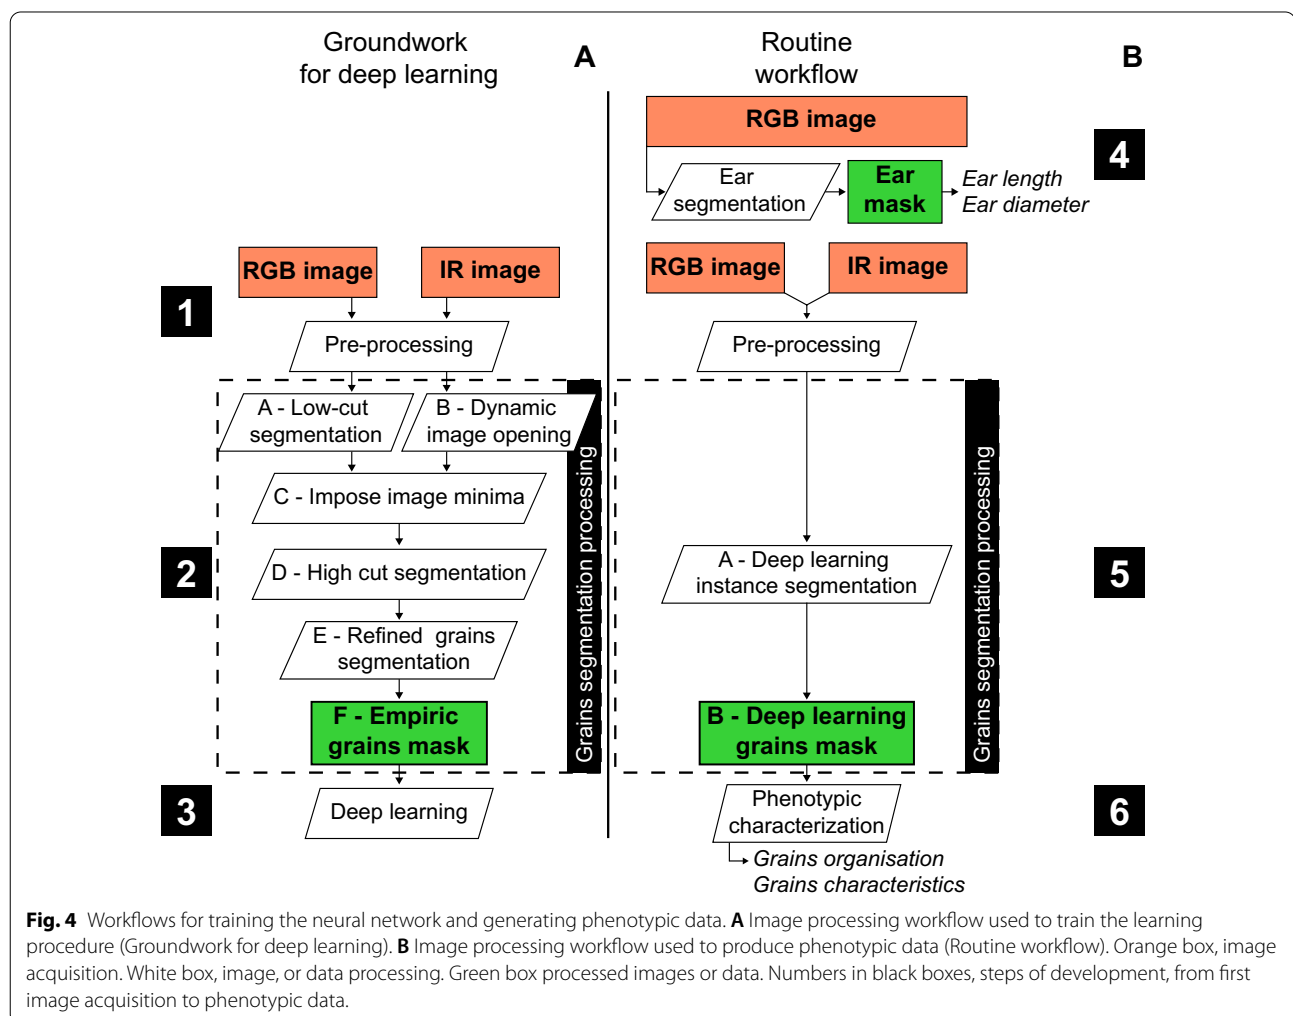 Groundwork
for deep learning
A
Routine
workflow
B
RGB image
4
Ear
segmentation
Ear
mask
Ear length
Ear diameter
RGB image
IR image
RGB image
IR image
1
Pre-processing
Pre-processing
A - Low-cut
segmentation
B - Dynamic
image opening
C - Impose image minima
Grains segmentation processing
Grains segmentation processing
2
D - High cut segmentation
A - Deep learning
instance segmentation
5
E - Refined grains
segmentation
F - Empiric
grains mask
B - Deep learning
grains mask
3
Deep learning
Phenotypic
characterization
6
Grains organisation
Grains characteristics
Fig. 4 Workflows for training the neural network and generating phenotypic data. A Image processing workflow used to train the learning
procedure (Groundwork for deep learning). B Image processing workflow used to produce phenotypic data (Routine workflow). Orange box, image
acquisition. White box, image, or data processing. Green box processed images or data. Numbers in black boxes, steps of development, from first
image acquisition to phenotypic data.